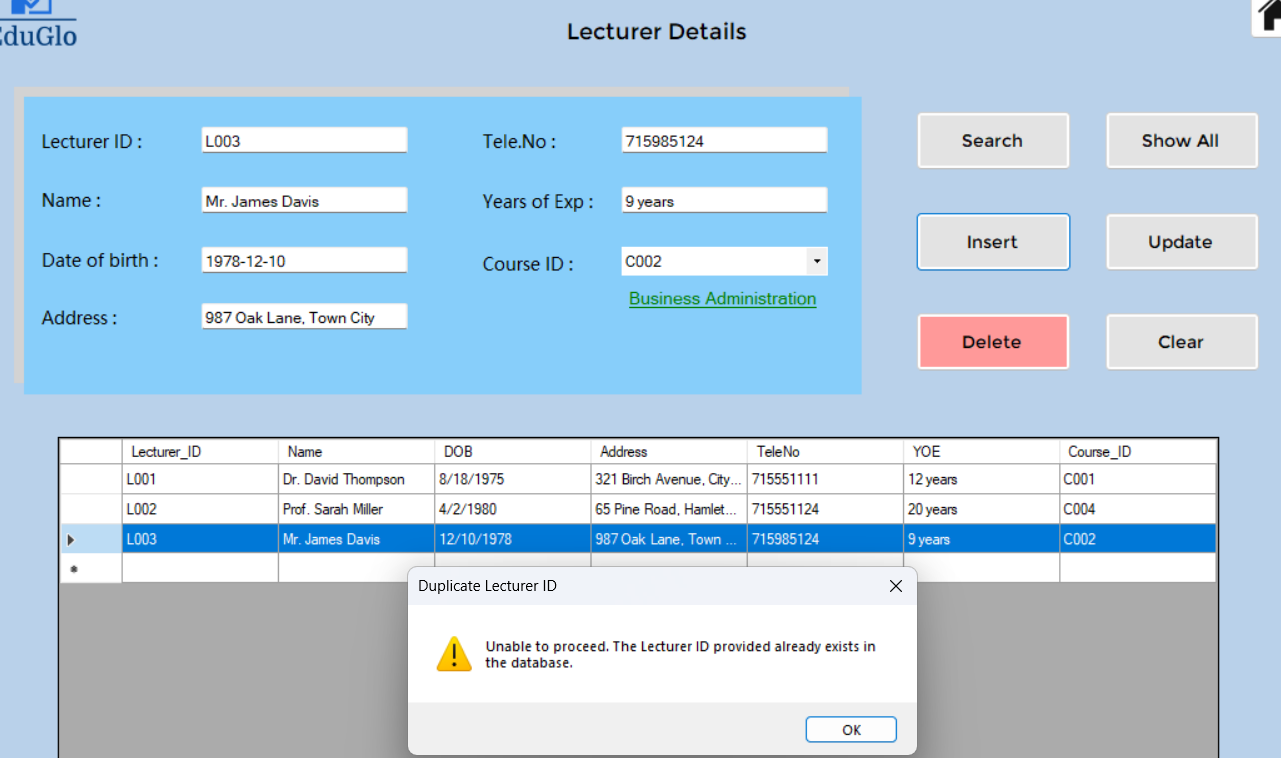 EduGlo
Lecturer Details
Lecturer ID : L003 Tele.No : 715985124 Search Show All
Name : Mr. James Davis Years of Exp : 9 years
Insert Update
Date of birth : 1978-12-10 Course ID : C002
Business Administration
Address : 987 Oak Lane, Town City
Delete Clear
Lecturer_ID Name DOB Address TeleNo YOE Course_ID
L001 Dr. David Thompson 8/18/1975 321 Birch Avenue, City... 715551111 12 years C001
L002 Prof. Sarah Miller 4/2/1980 65 Pine Road, Hamlet... 715551124 20 years C004
L003 Mr. James Davis 12/10/1978 987 Oak Lane, Town ... 715985124 9 years C002
Duplicate Lecturer ID
Unable to proceed. The Lecturer ID provided already exists in
the database.
OK